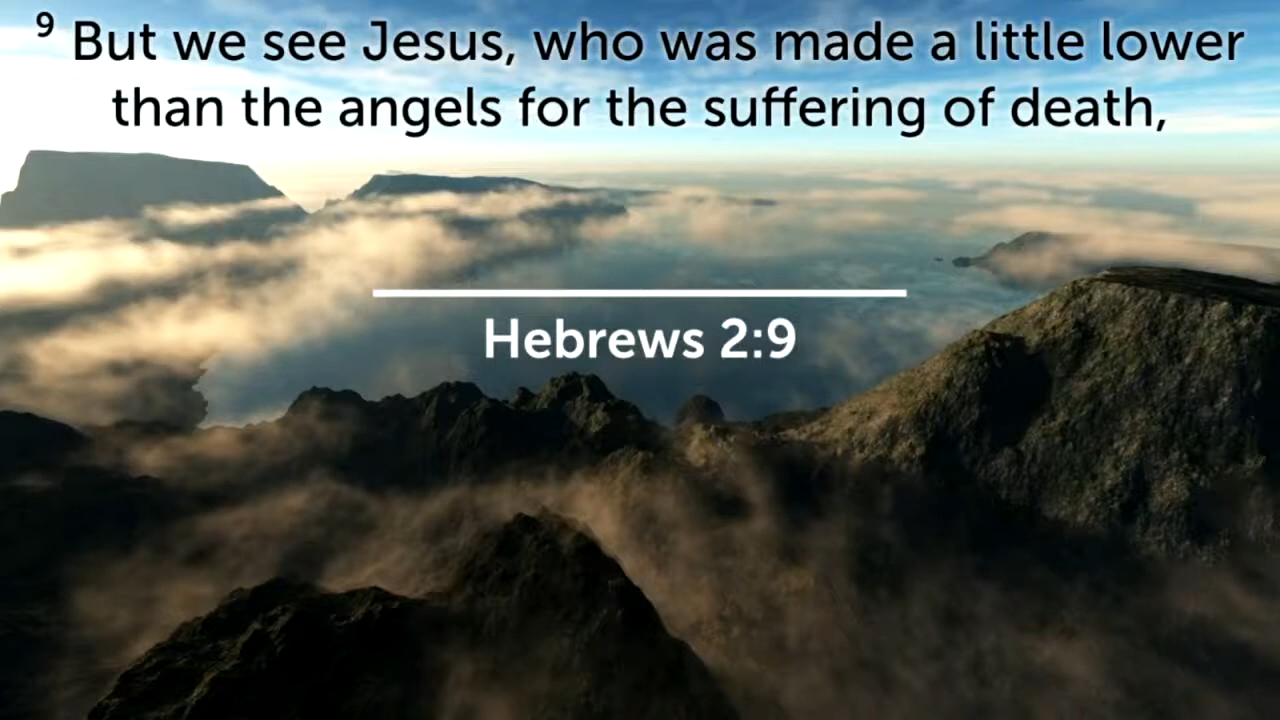 9 But we see Jesus, who was made a little lower
than the angels for the suffering of death,
Hebrews 2:9